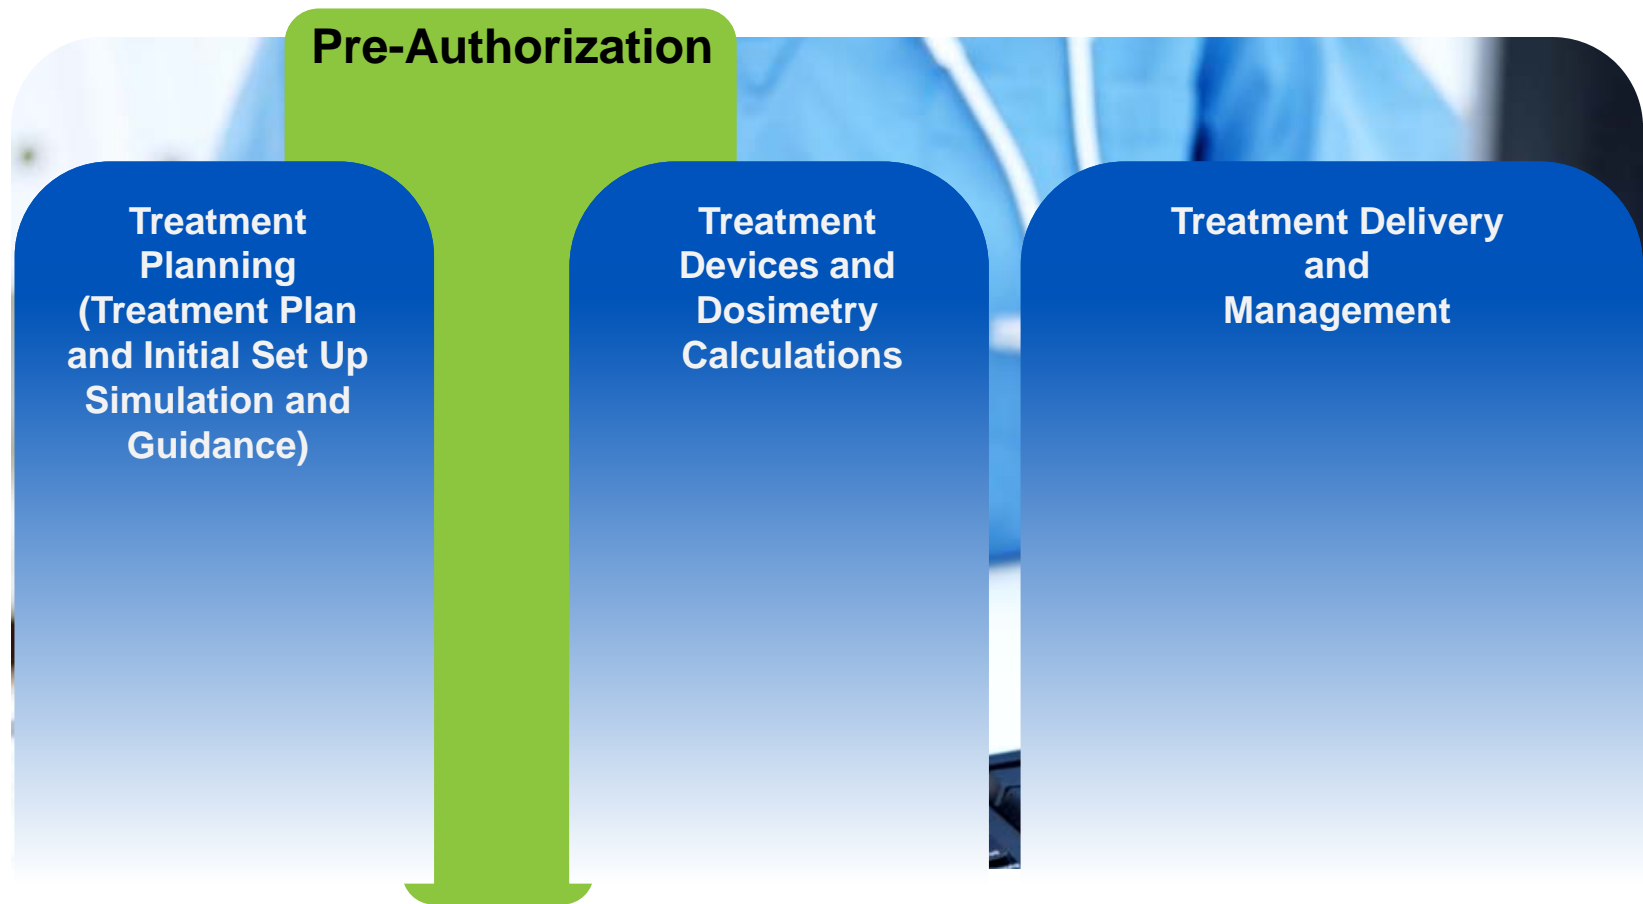 Pre-Authorization
Treatment
Planning
(Treatment Plan
and Initial Set Up
Simulation and
Guidance)
Treatment
Devices and
Dosimetry
Calculations
Treatment Delivery
and
Management